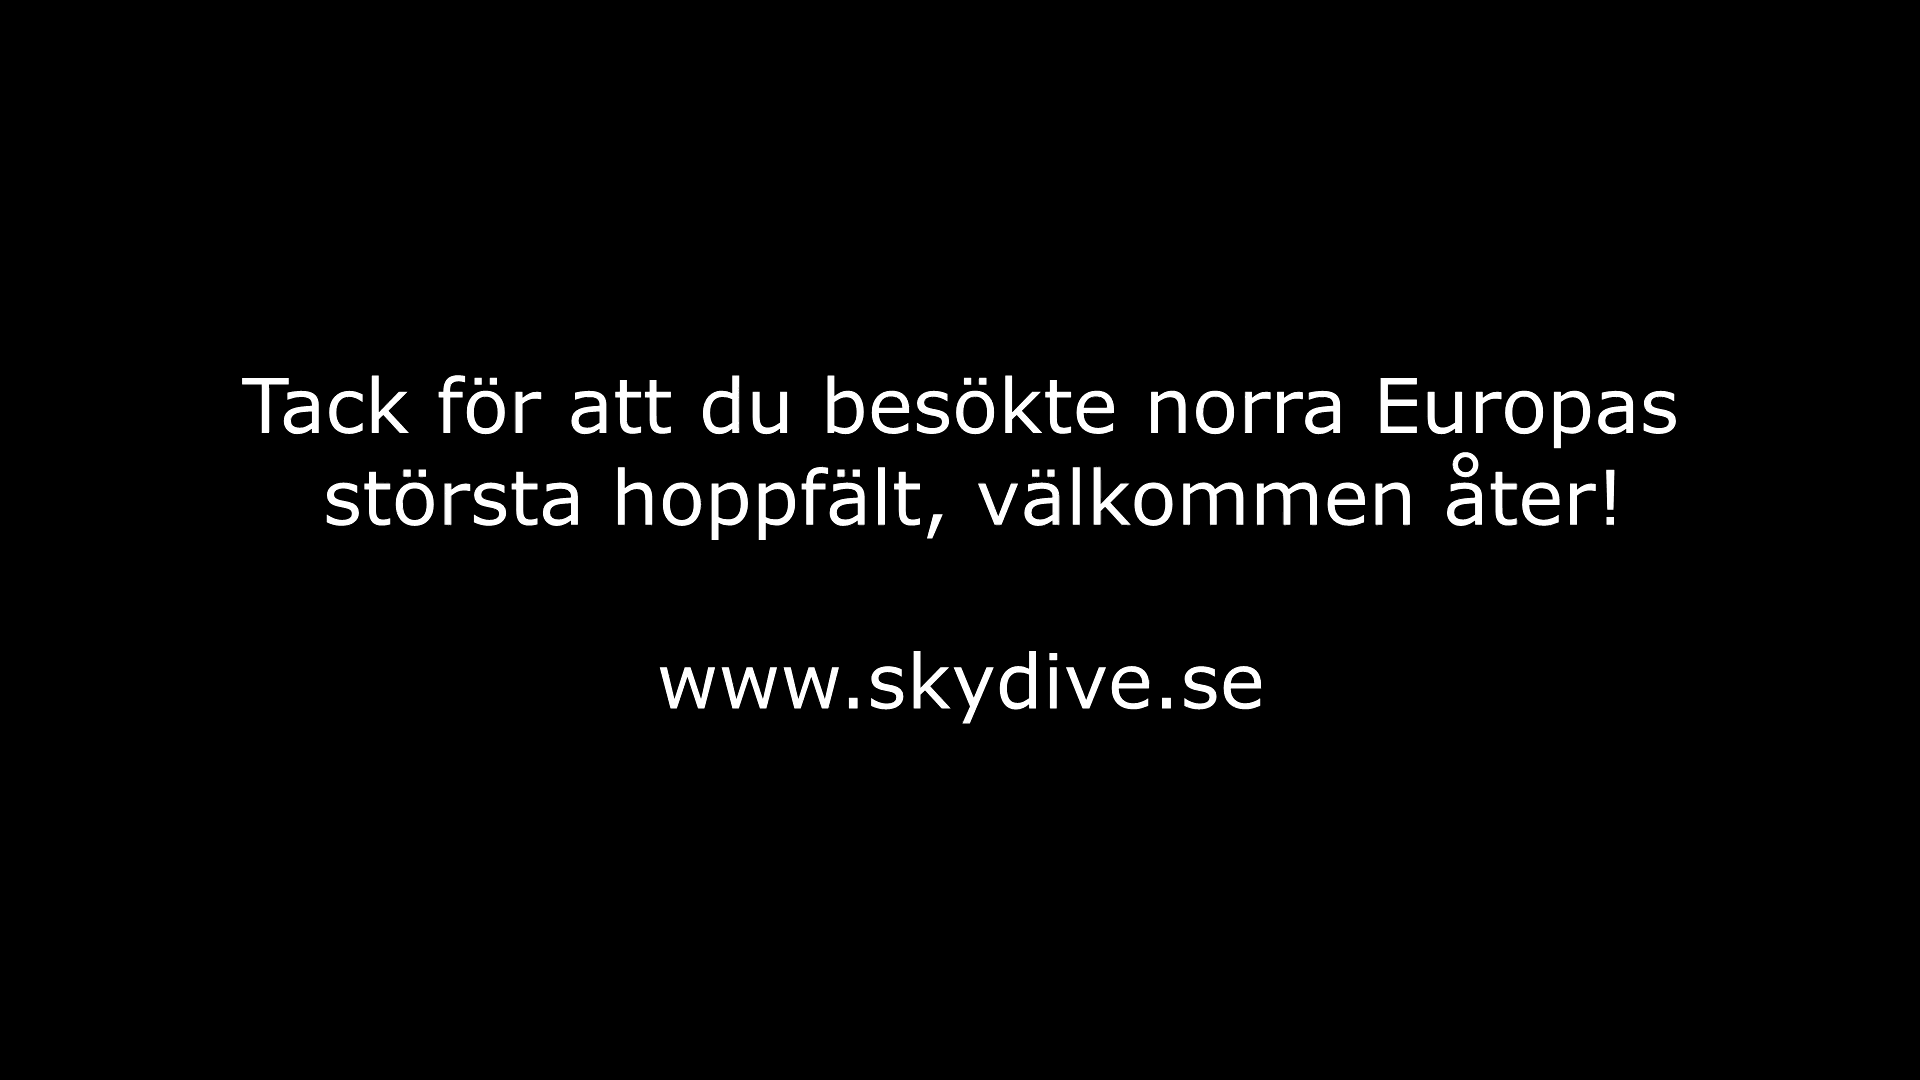 Tack för att du besökte norra Europas
största hoppfält, välkommen åter!
www.skydive.se